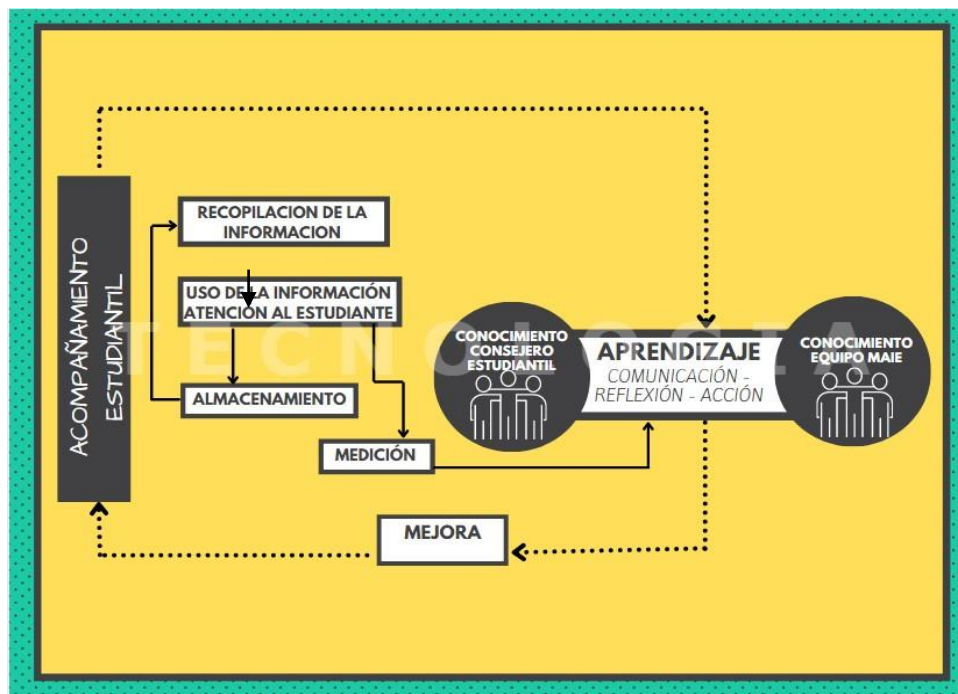 ACOMPAÑAMIENTO
ESTUDIANTIL
RECOPILACION DE LA
INFORMACION
USO DE LA INFORMACIÓN
ATENCIÓN AL ESTUDIANTE
ALMACENAMIENTO
MEDICIÓN
TECNOLOGIA
CONOCIMIENTO
CONSEJERO
ESTUDIANTIL
APRENDIZAJE
COMUNICACIÓN -
REFLEXIÓN - ACCIÓN
CONOCIMIENTO
EQUIPO MAIE
MEJORA